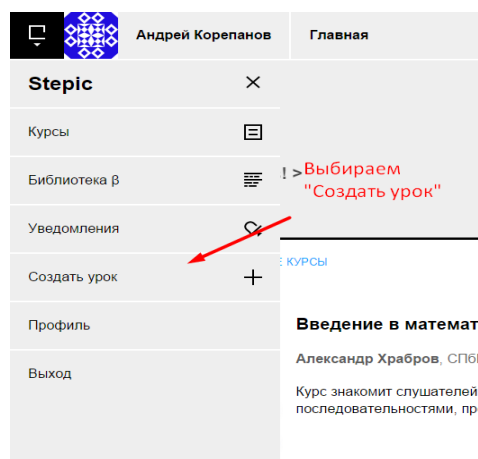 Андрей Корепанов
Главная
Stepic
Курсы
Библиотека β
Уведомления
Создать урок
Профиль
Выход
! >
Выбираем
"Создать урок"
КУРСЫ
Введение в математ
Александр Храбров, СПб
Курс знакомит слушателей
последовательностями, пр